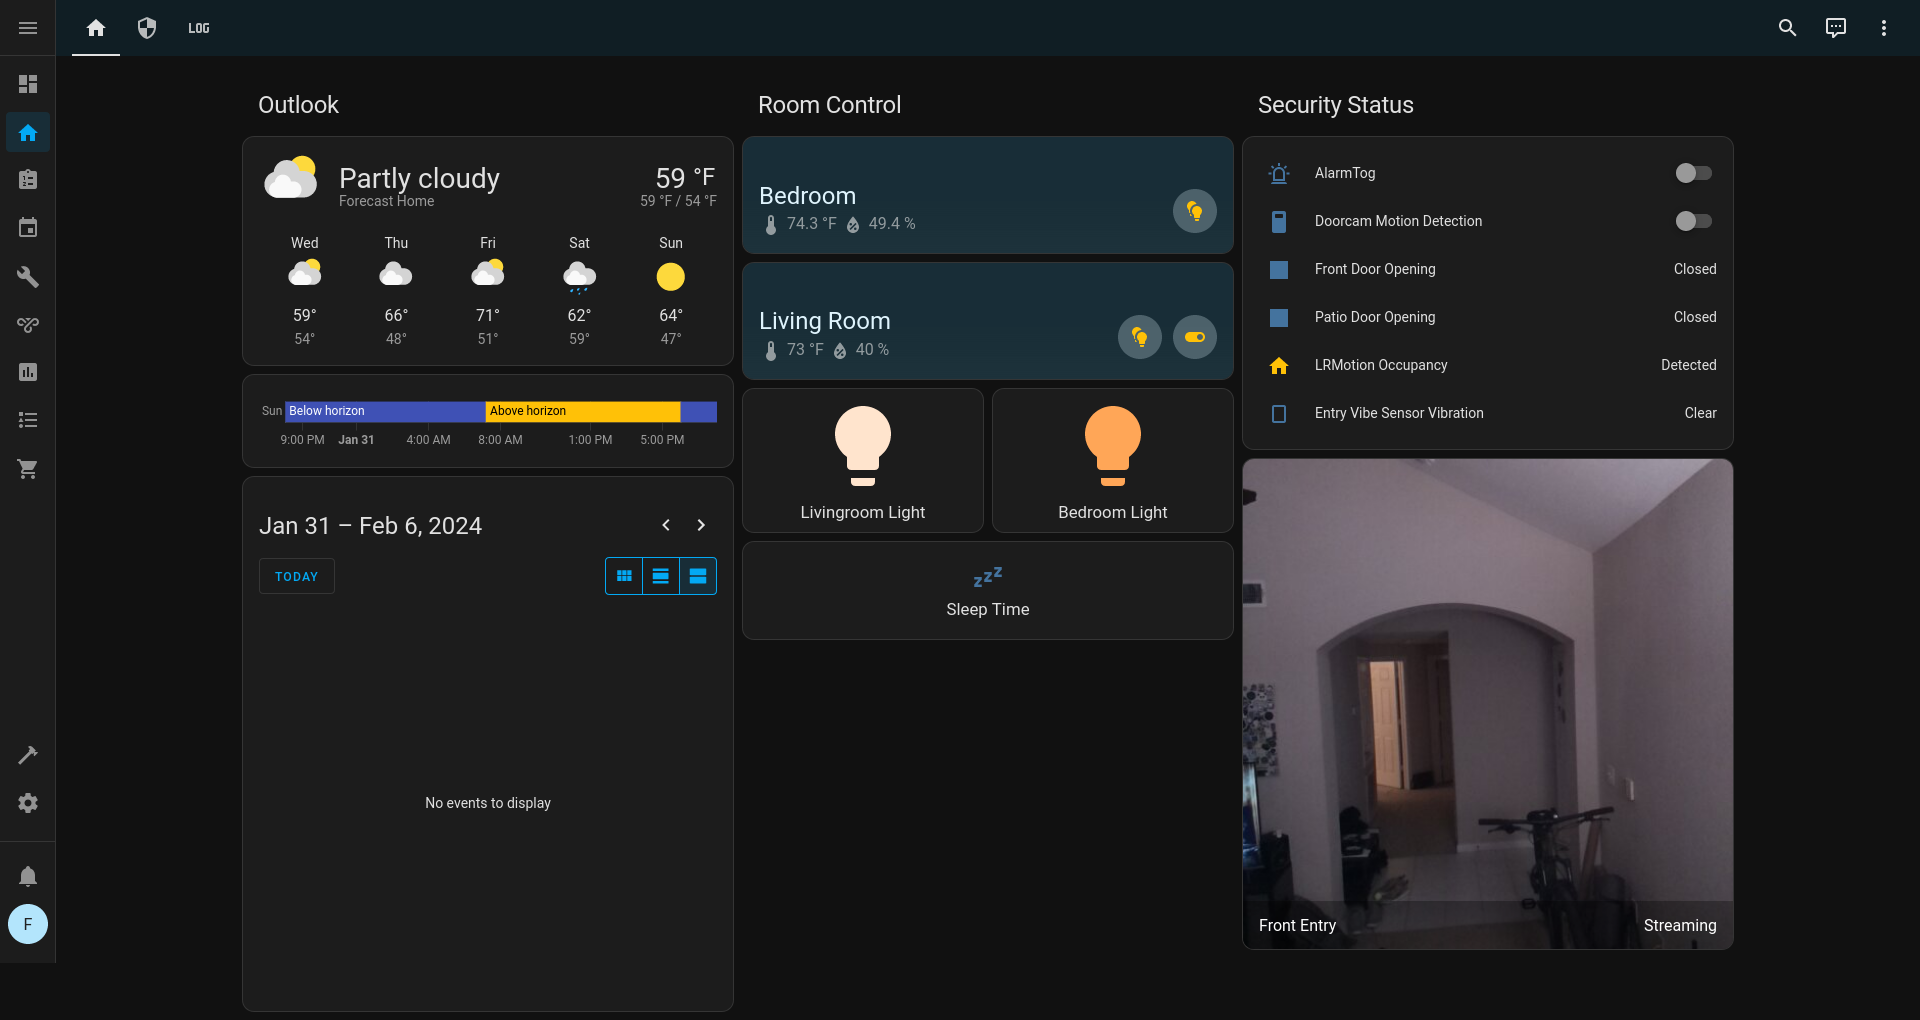 LOG
Outlook
Partly cloudy
Forecast Home
59 °F
59 °F / 54 °F
Wed Thu Fri Sat Sun
59° 66° 71° 62° 64°
54° 48° 51° 59° 47°
Sun Below horizon Above horizon
9:00 PM Jan 31 4:00 AM 8:00 AM 1:00 PM 5:00 PM
Jan 31 – Feb 6, 2024
TODAY
No events to display
Room Control
Bedroom
74.3 °F 49.4 %
Living Room
73 °F 40 %
Livingroom Light Bedroom Light
zzz
Sleep Time
Security Status
AlarmTog
Doorcam Motion Detection
Front Door Opening Closed
Patio Door Opening Closed
LRMotion Occupancy Detected
Entry Vibe Sensor Vibration Clear
Front Entry Streaming
F